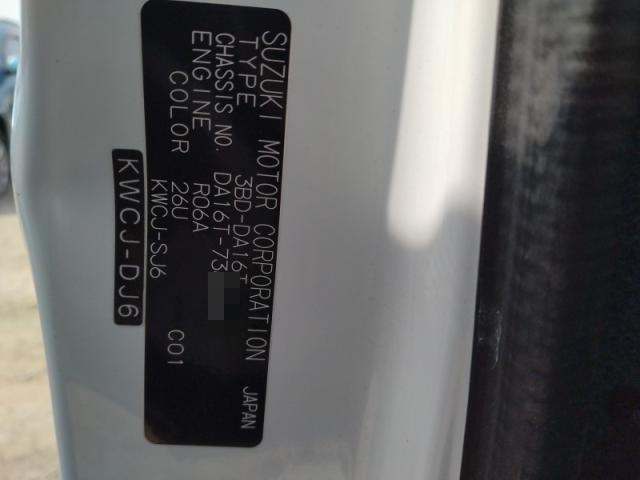 SUZUKI MOTOR CORPORATION JAPAN
TYPE 3BD-DA16T
CHASSIS NO. DA16T-73
ENGINE R06A
COLOR 26U C01
KWCJ-SJ6
KWCJ-DJ6